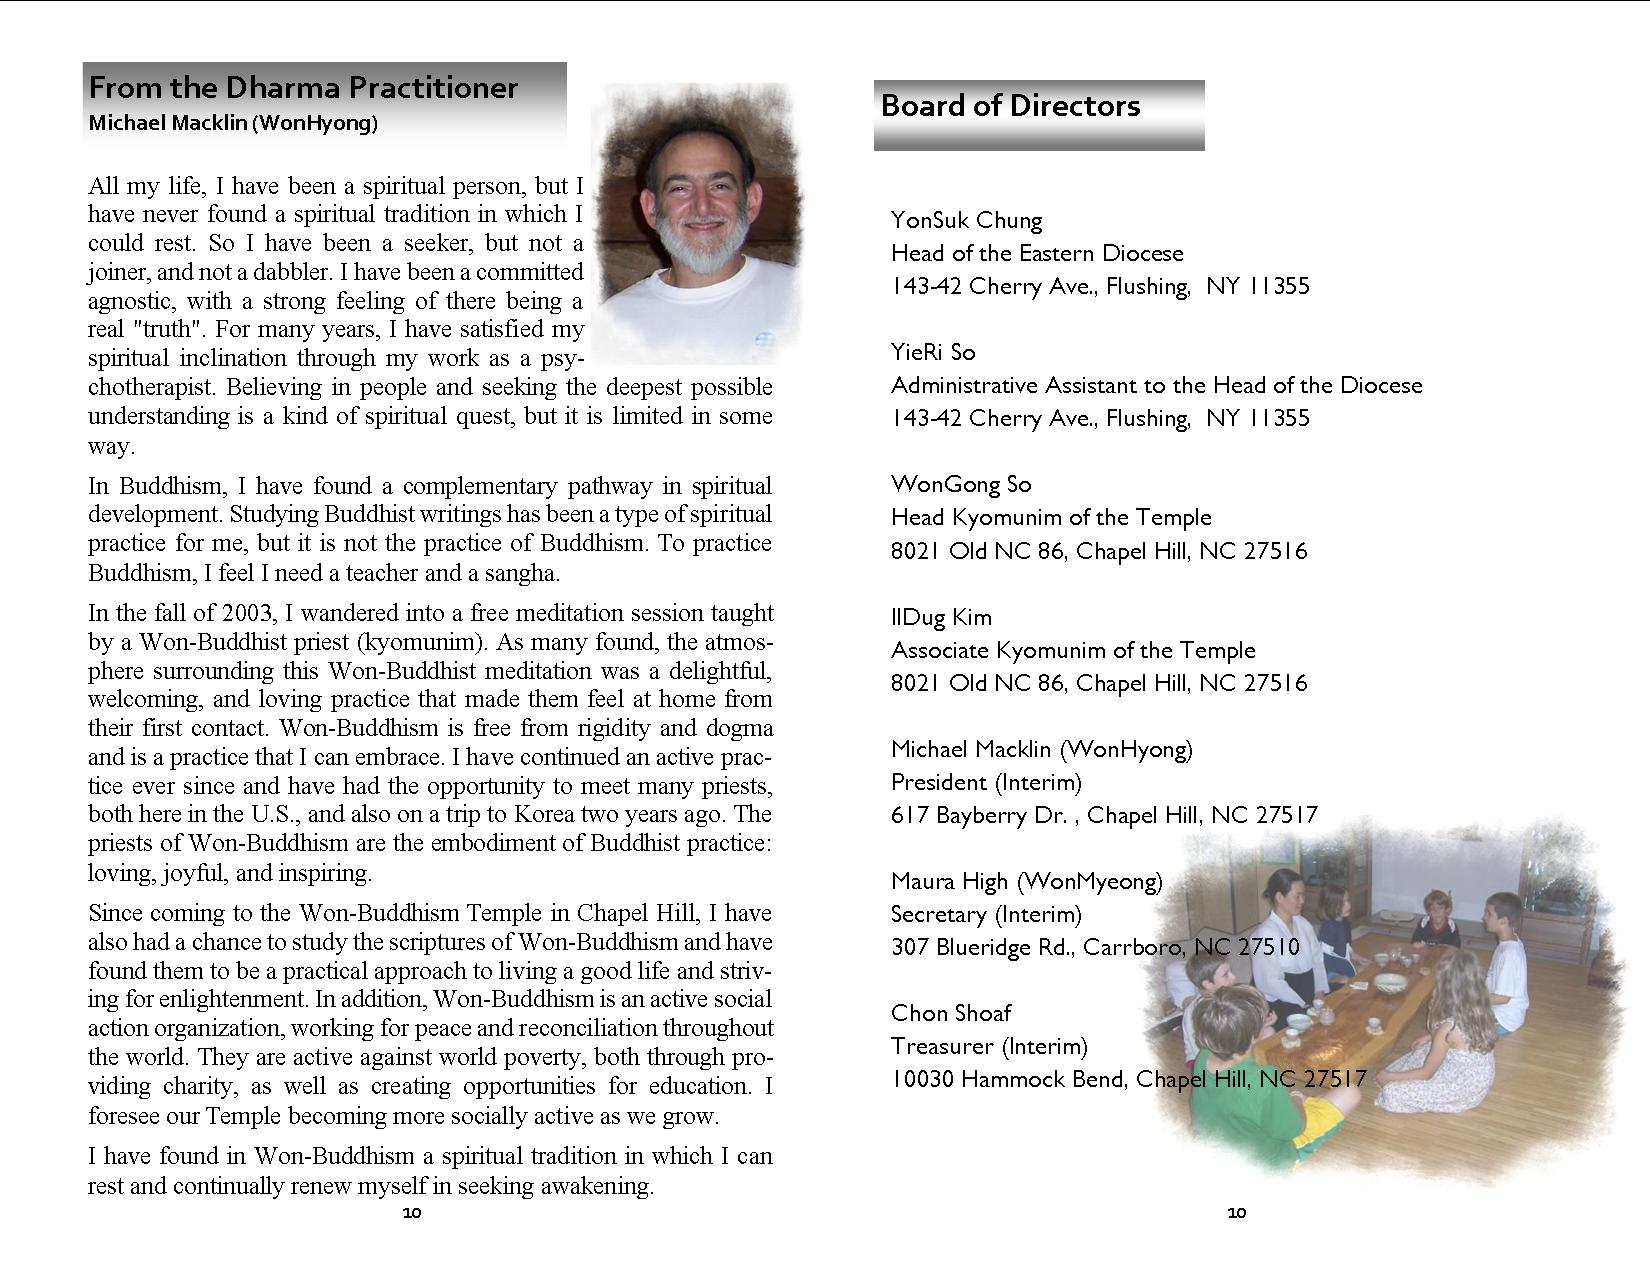 From the Dharma Practitioner
Michael Macklin (WonHyong)
All my life, I have been a spiritual person, but I
have never found a spiritual tradition in which I
could rest. So I have been a seeker, but not a
joiner, and not a dabbler. I have been a committed
agnostic, with a strong feeling of there being a
real "truth". For many years, I have satisfied my
spiritual inclination through my work as a psy-
chotherapist. Believing in people and seeking the deepest possible
understanding is a kind of spiritual quest, but it is limited in some
way.
In Buddhism, I have found a complementary pathway in spiritual
development. Studying Buddhist writings has been a type of spiritual
practice for me, but it is not the practice of Buddhism. To practice
Buddhism, I feel I need a teacher and a sangha.
In the fall of 2003, I wandered into a free meditation session taught
by a Won-Buddhist priest (kyomunim). As many found, the atmos-
phere surrounding this Won-Buddhist meditation was a delightful,
welcoming, and loving practice that made them feel at home from
their first contact. Won-Buddhism is free from rigidity and dogma
and is a practice that I can embrace. I have continued an active prac-
tice ever since and have had the opportunity to meet many priests,
both here in the U.S., and also on a trip to Korea two years ago. The
priests of Won-Buddhism are the embodiment of Buddhist practice:
loving, joyful, and inspiring.
Since coming to the Won-Buddhism Temple in Chapel Hill, I have
also had a chance to study the scriptures of Won-Buddhism and have
found them to be a practical approach to living a good life and striv-
ing for enlightenment. In addition, Won-Buddhism is an active social
action organization, working for peace and reconciliation throughout
the world. They are active against world poverty, both through pro-
viding charity, as well as creating opportunities for education. I
foresee our Temple becoming more socially active as we grow.
I have found in Won-Buddhism a spiritual tradition in which I can
rest and continually renew myself in seeking awakening.
10
Board of Directors
YonSuk Chung
Head of the Eastern Diocese
143-42 Cherry Ave., Flushing,  NY 11355
YieRi So
Administrative Assistant to the Head of the Diocese
143-42 Cherry Ave., Flushing,  NY 11355
WonGong So
Head Kyomunim of the Temple
8021 Old NC 86, Chapel Hill, NC 27516
IlDug Kim
Associate Kyomunim of the Temple
8021 Old NC 86, Chapel Hill, NC 27516
Michael Macklin (WonHyong)
President (Interim)
617 Bayberry Dr. , Chapel Hill, NC 27517
Maura High (WonMyeong)
Secretary (Interim)
307 Blueridge Rd., Carrboro, NC 27510
Chon Shoaf
Treasurer (Interim)
10030 Hammock Bend, Chapel Hill, NC 27517
10